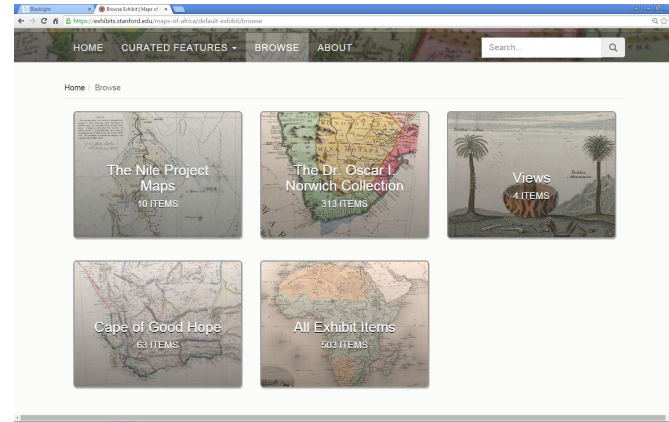 Blacklight
Browse Exhibit | Maps of
https://exhibits.stanford.edu/maps-of-africa/default-exhibit/browse
HOME
CURATED FEATURES
BROWSE
ABOUT
Search...
Home / Browse
The Nile Project
Maps
10 ITEMS
The Dr. Oscar I.
Norwich Collection
313 ITEMS
Views
4 ITEMS
Cape of Good Hope
63 ITEMS
All Exhibit Items
503 ITEMS